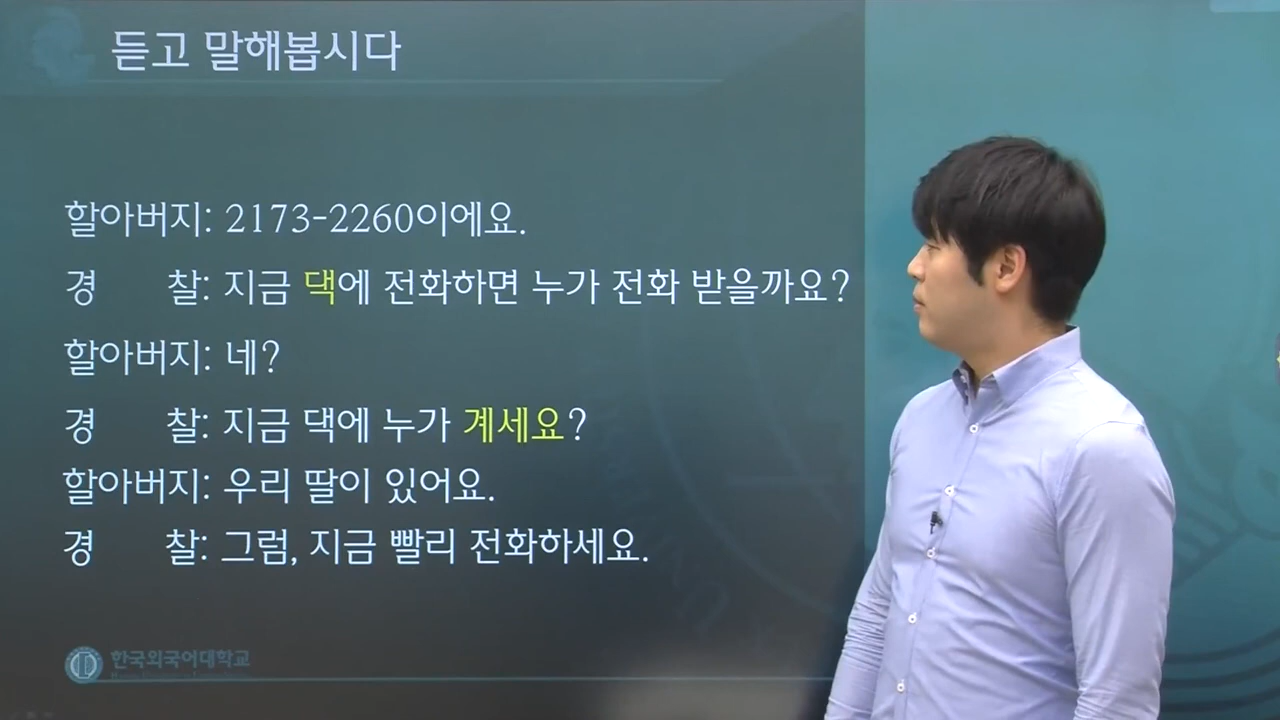 듣고 말해봅시다
할아버지: 2173-2260이에요.
경 찰: 지금 댁에 전화하면 누가 전화 받을까요?
할아버지: 네?
경 찰: 지금 댁에 누가 계세요?
할아버지: 우리 딸이 있어요.
경 찰: 그럼, 지금 빨리 전화하세요.
한국외국어대학교